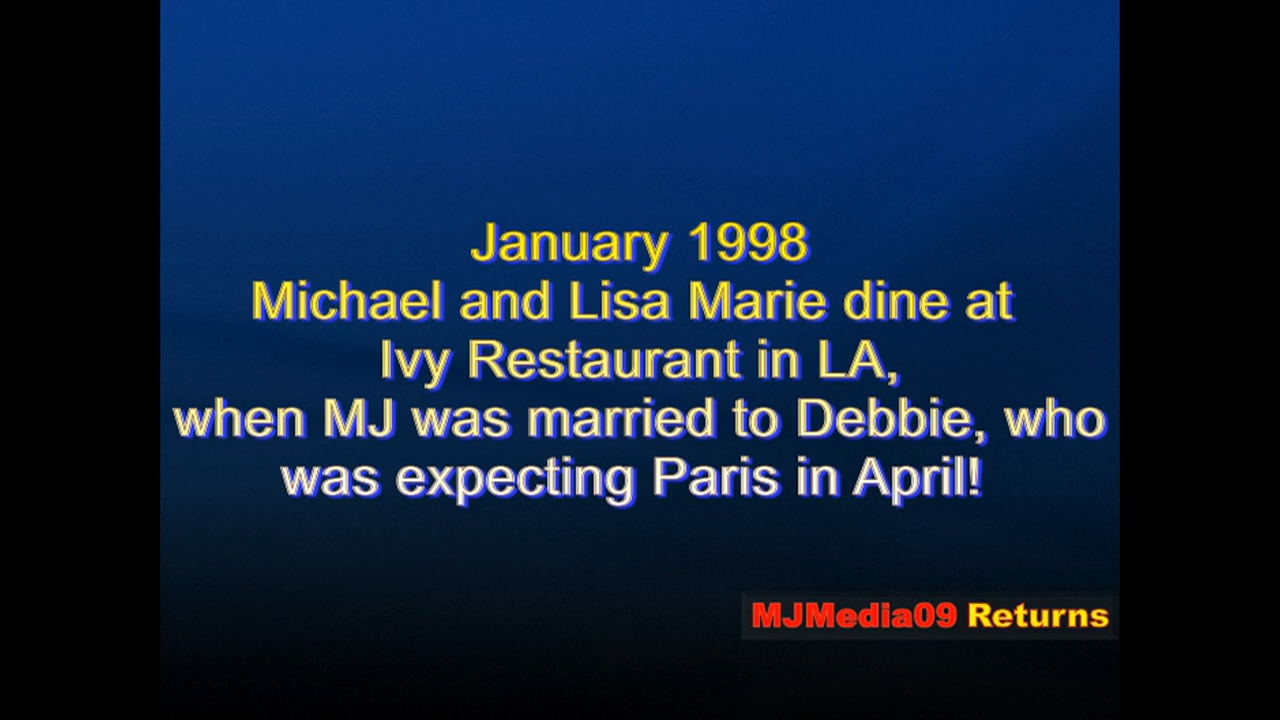 January 1998
Michael and Lisa Marie dine at
Ivy Restaurant in LA,
when MJ was married to Debbie, who
was expecting Paris in April!
MJMedia09 Returns